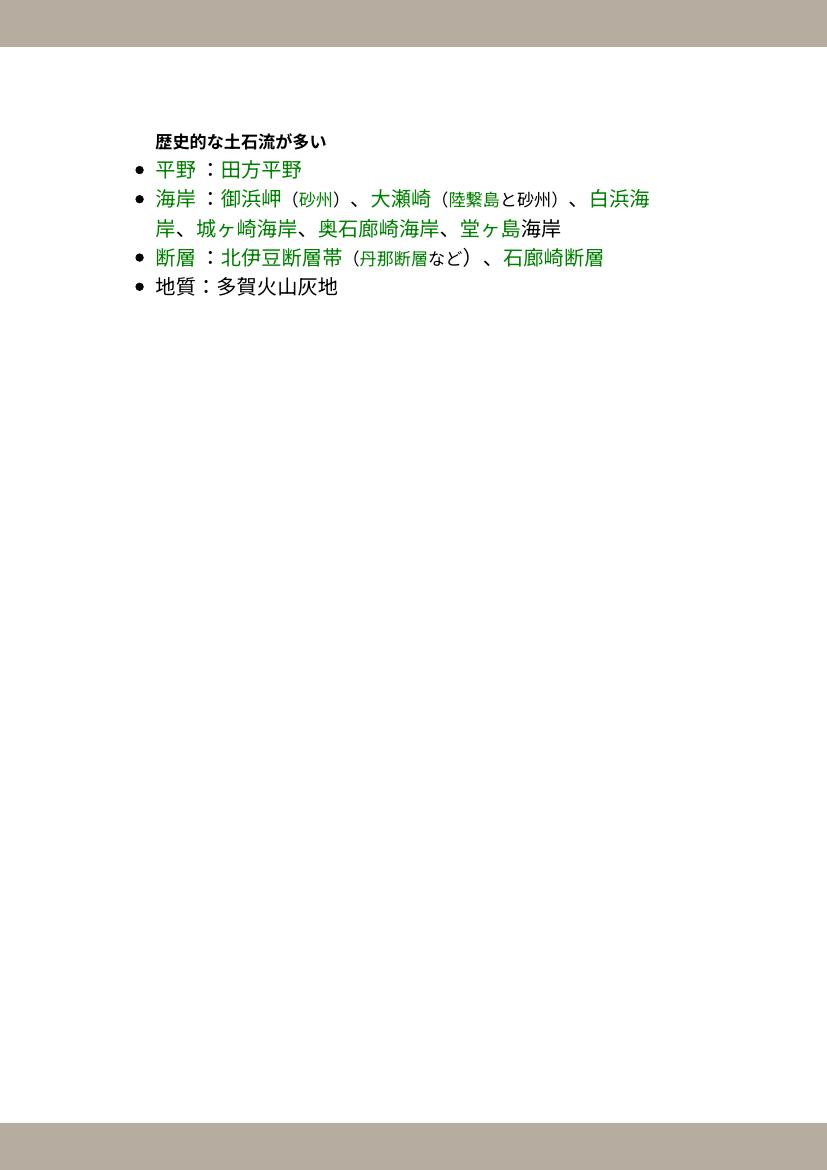 歴史的な土石流が多い
● 平野 ：田方平野
● 海岸 ：御浜岬（砂州）、大瀬崎（陸繋島と砂州）、白浜海
岸、城ヶ崎海岸、奥石廊崎海岸、堂ヶ島海岸
● 断層 ：北伊豆断層帯（丹那断層など）、石廊崎断層
● 地質：多賀火山灰地